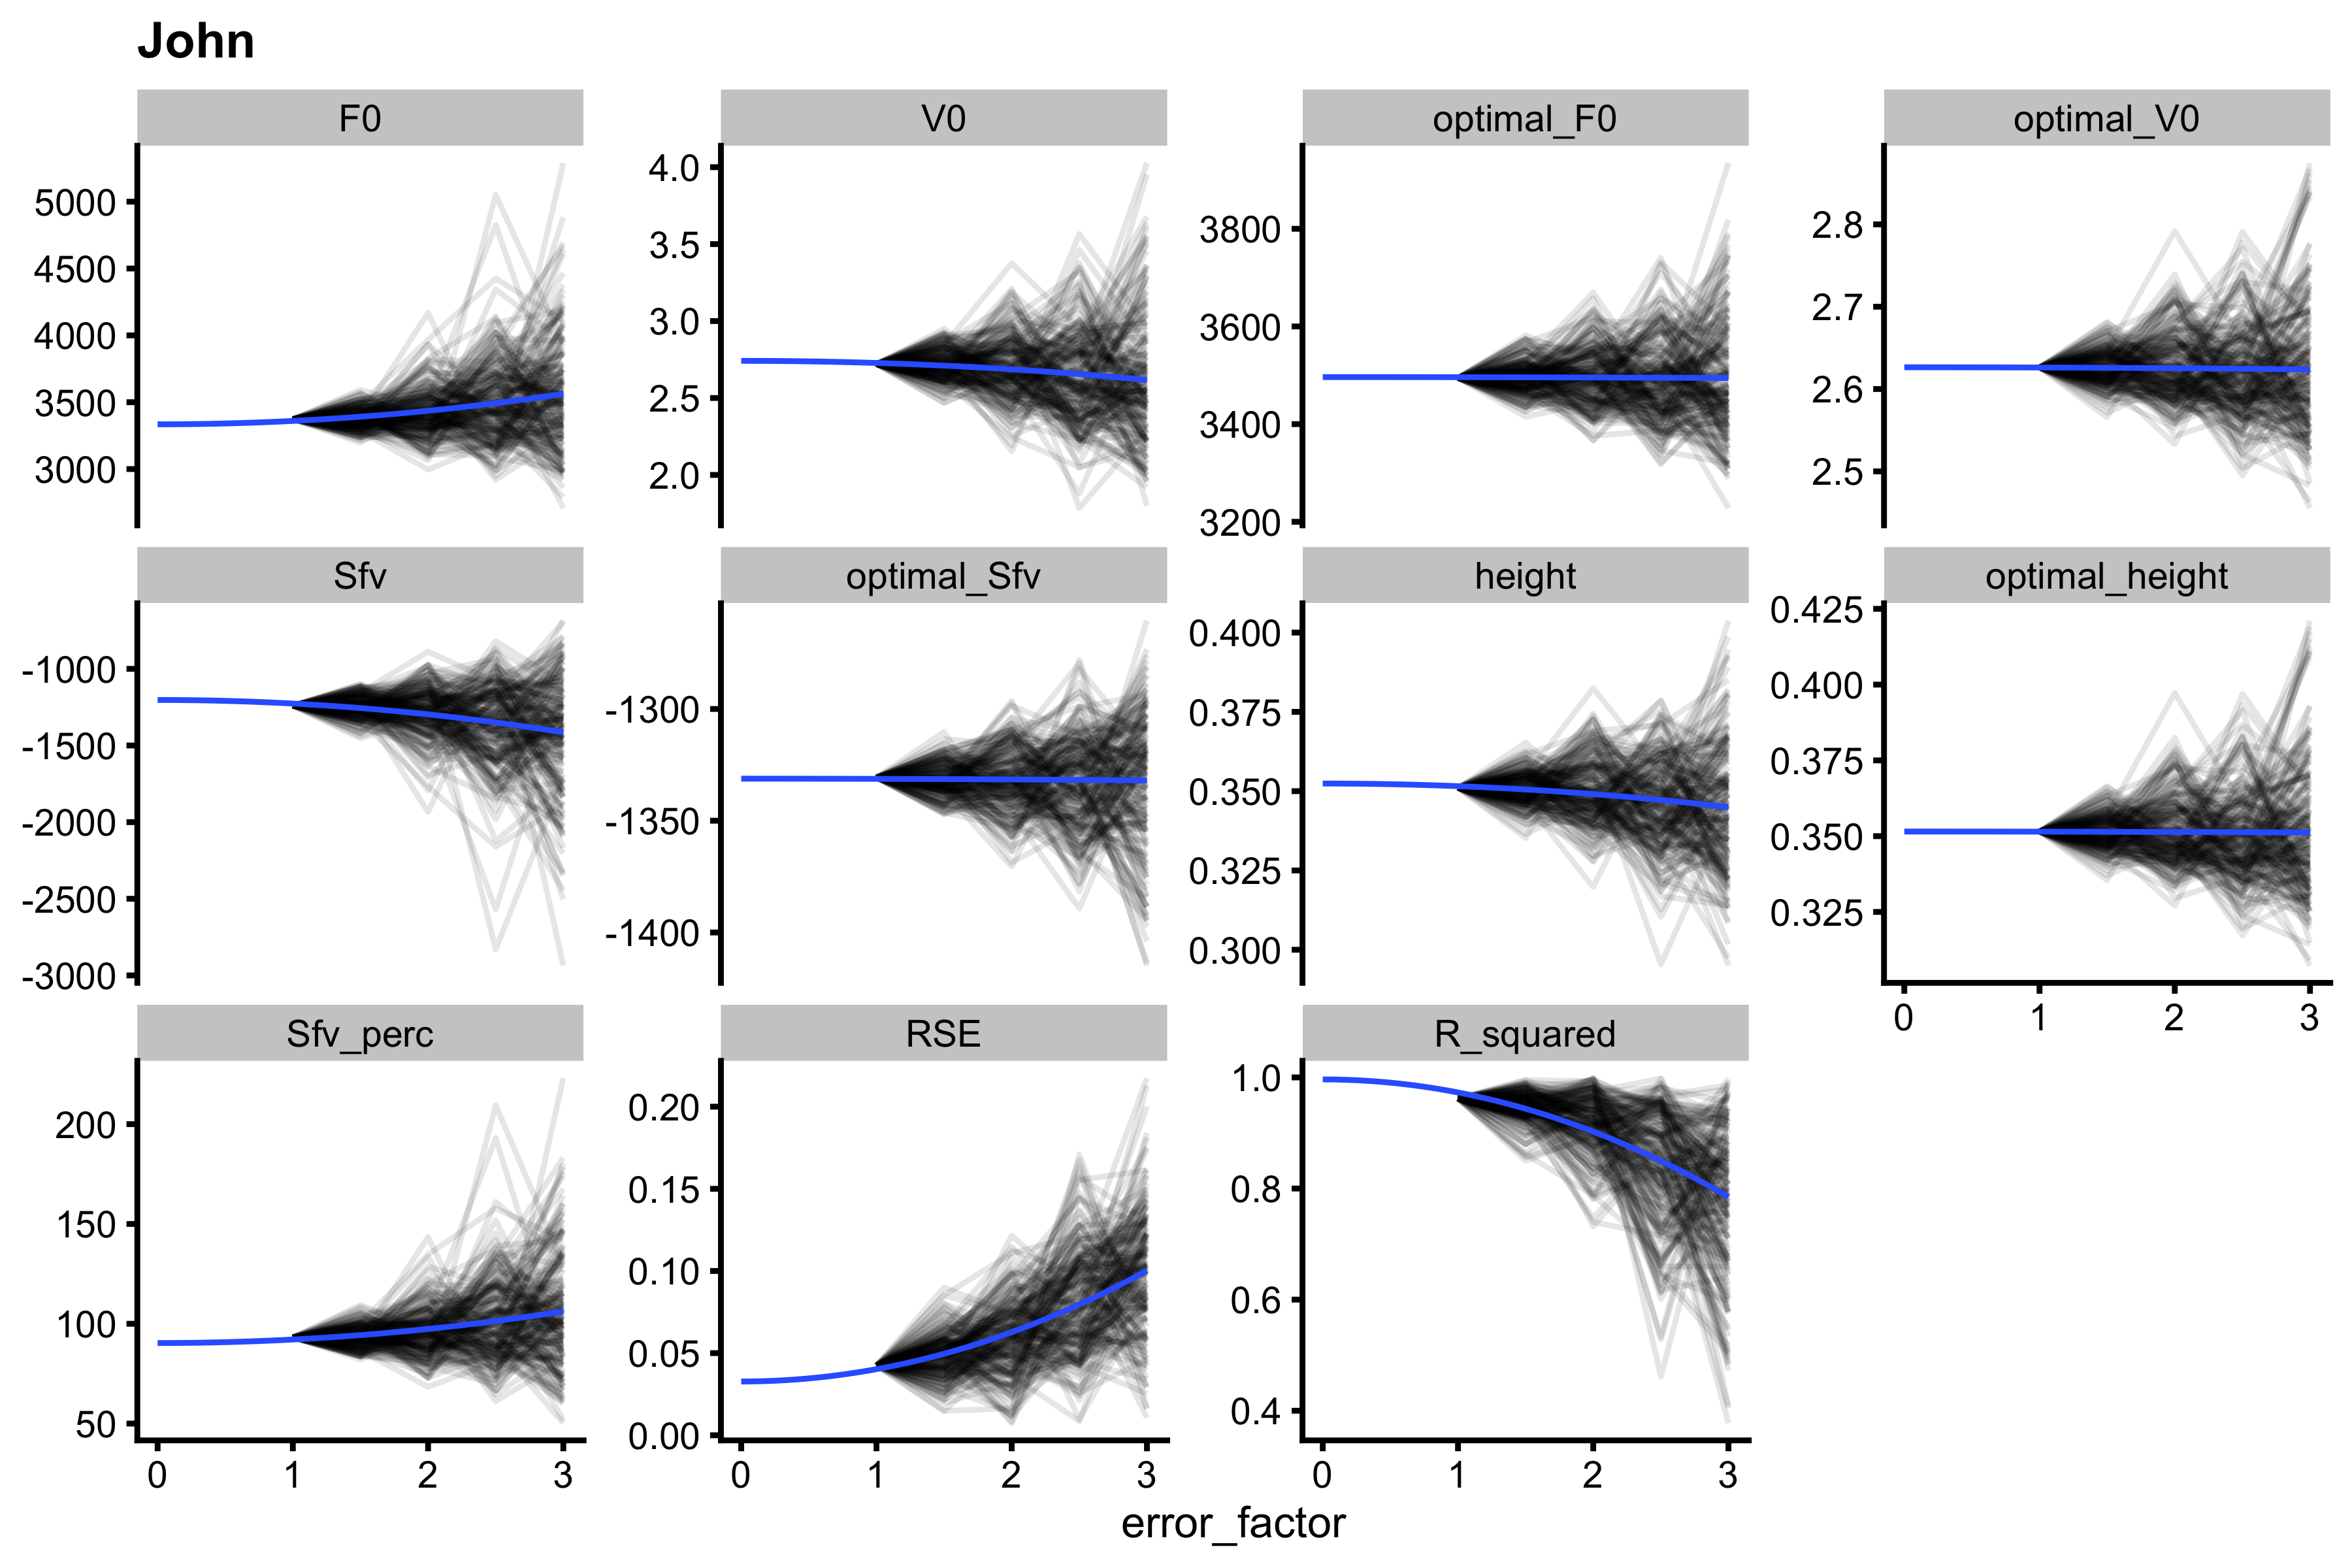 John
F0 V0 optimal_F0 optimal_V0
5000 4.0 3800 2.8
4500 3.5 3600 2.7
4000 3.0 3400 2.6
3500 2.5 3200 2.5
3000 2.0
Sfv optimal_Sfv height optimal_height
-1000 -1300 0.400 0.425
-1500 -1350 0.375 0.400
-2000 -1400 0.350 0.375
-2500 0.325 0.350
-3000 0.300 0.325
0 1 2 3
Sfv_perc RSE R_squared
200 0.20 1.0
150 0.15 0.8
100 0.10 0.6
50 0.05 0.4
0.00
0 1 2 3 0 1 2 3 0 1 2 3
error_factor